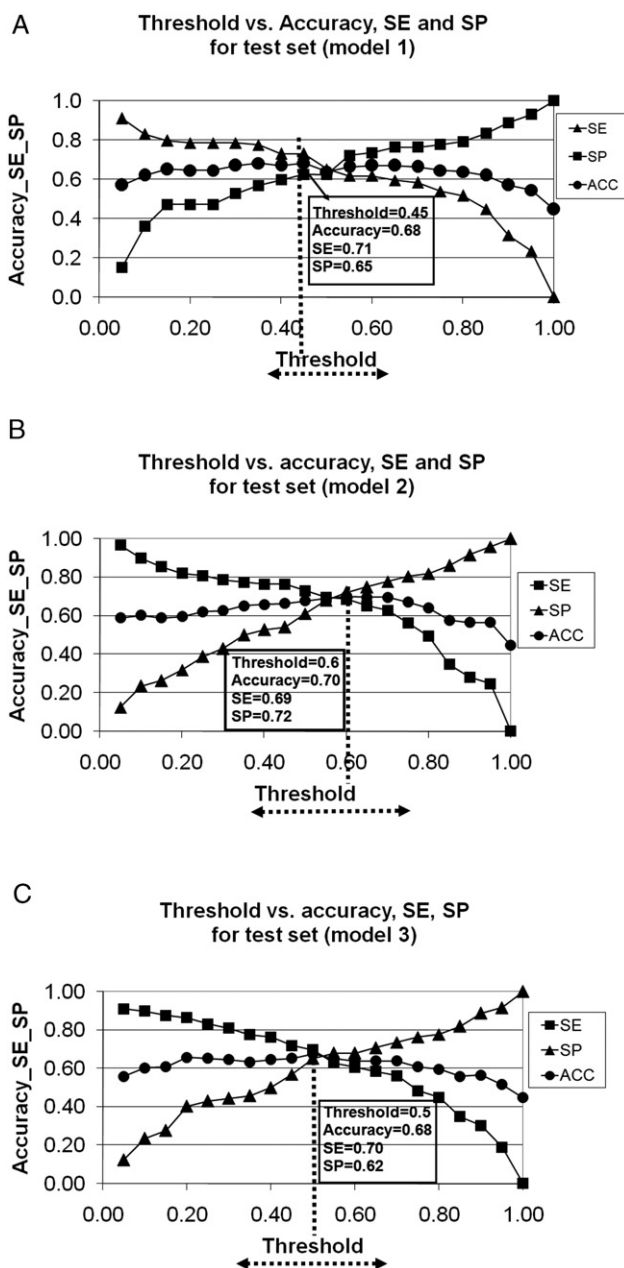 A
Threshold vs. Accuracy, SE and SP
for test set (model 1)
Accuracy_SE_SP
1.0
0.8
0.6
0.4
0.2
0.0
0.00 0.20 0.40 0.60 0.80 1.00
Threshold
Threshold=0.45
Accuracy=0.68
SE=0.71
SP=0.65
SE
SP
ACC
B
Threshold vs. accuracy, SE and SP
for test set (model 2)
Accuracy_SE_SP
1.00
0.80
0.60
0.40
0.20
0.00
0.00 0.20 0.40 0.60 0.80 1.00
Threshold
Threshold=0.6
Accuracy=0.70
SE=0.69
SP=0.72
SE
SP
ACC
C
Threshold vs. accuracy, SE, SP
for test set (model 3)
Accuracy_SE_SP
1.00
0.80
0.60
0.40
0.20
0.00
0.00 0.20 0.40 0.60 0.80 1.00
Threshold
Threshold=0.5
Accuracy=0.68
SE=0.70
SP=0.62
SE
SP
ACC